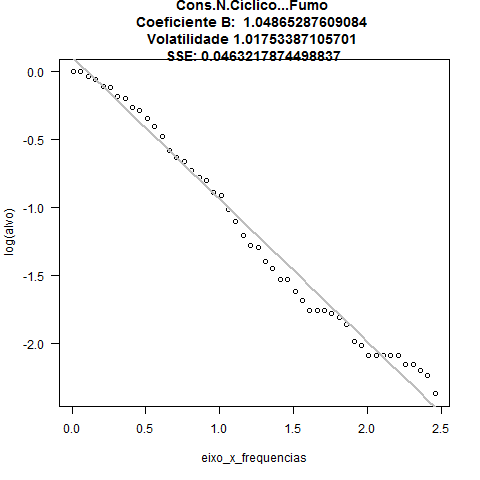 Cons.N.Ciclico...Fumo
Coeficiente B:  1.04865287609084
Volatilidade 1.01753387105701
SSE: 0.0463217874498837
log(alvo)
0.0
-0.5
-1.0
-1.5
-2.0
0.0 0.5 1.0 1.5 2.0 2.5
eixo_x_frequencias